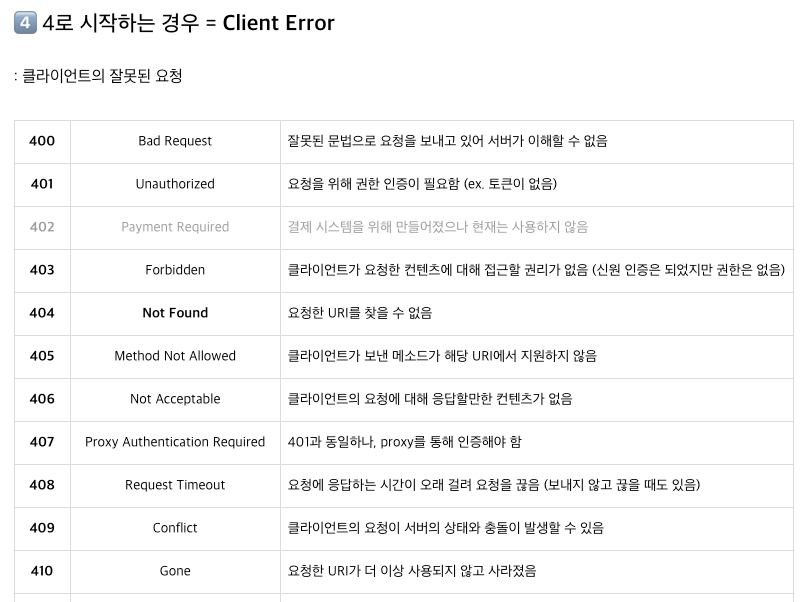 4 4로 시작하는 경우 = Client Error
: 클라이언트의 잘못된 요청
400 Bad Request 잘못된 문법으로 요청을 보내고 있어 서버가 이해할 수 없음
401 Unauthorized 요청을 위해 권한 인증이 필요함 (ex. 토큰이 없음)
402 Payment Required 결제 시스템을 위해 만들어졌으나 현재는 사용하지 않음
403 Forbidden 클라이언트가 요청한 컨텐츠에 대해 접근할 권리가 없음 (신원 인증은 되었지만 권한은 없음)
404 Not Found 요청한 URI를 찾을 수 없음
405 Method Not Allowed 클라이언트가 보낸 메소드가 해당 URI에서 지원하지 않음
406 Not Acceptable 클라이언트의 요청에 대해 응답할만한 컨텐츠가 없음
407 Proxy Authentication Required 401과 동일하나, proxy를 통해 인증해야 함
408 Request Timeout 요청에 응답하는 시간이 오래 걸려 요청을 끊음 (보내지 않고 끊을 때도 있음)
409 Conflict 클라이언트의 요청이 서버의 상태와 충돌이 발생할 수 있음
410 Gone 요청한 URI가 더 이상 사용되지 않고 사라졌음